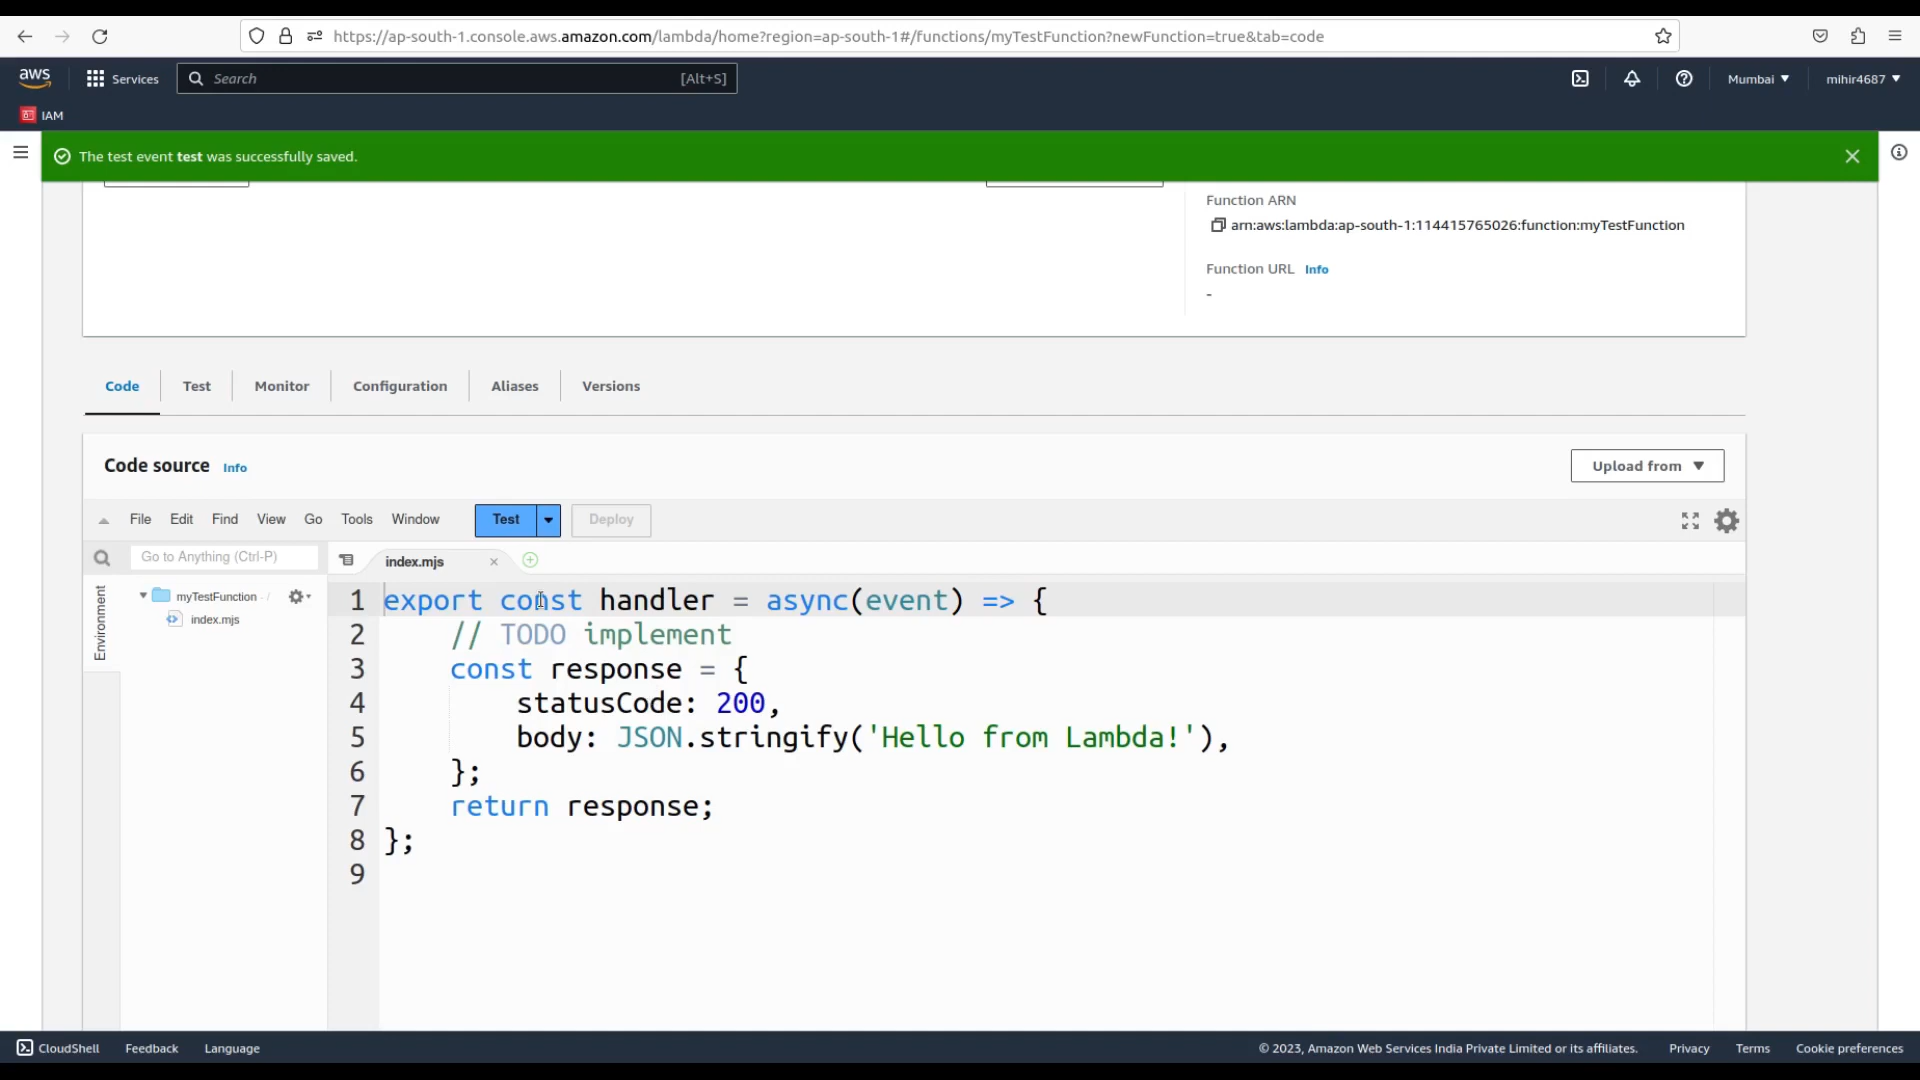 https://ap-south-1.console.aws.amazon.com/lambda/home?region=ap-south-1#/functions/myTestFunction?newFunction=true&tab=code
aws
Services
Search
[Alt+S]
Mumbai
mihir4687
IAM
The test event test was successfully saved.
Function ARN
arn:aws:lambda:ap-south-1:114415765026:function:myTestFunction
Function URL Info
-
Code
Test
Monitor
Configuration
Aliases
Versions
Code source Info
Upload from
File Edit Find View Go Tools Window
Test
Deploy
Go to Anything (Ctrl-P)
index.mjs
Environment
myTestFunction - /
index.mjs
1 export const handler = async(event) => {
2     // TODO implement
3     const response = {
4         statusCode: 200,
5         body: JSON.stringify('Hello from Lambda!'),
6     };
7     return response;
8 };
9
CloudShell
Feedback
Language
© 2023, Amazon Web Services India Private Limited or its affiliates.
Privacy
Terms
Cookie preferences